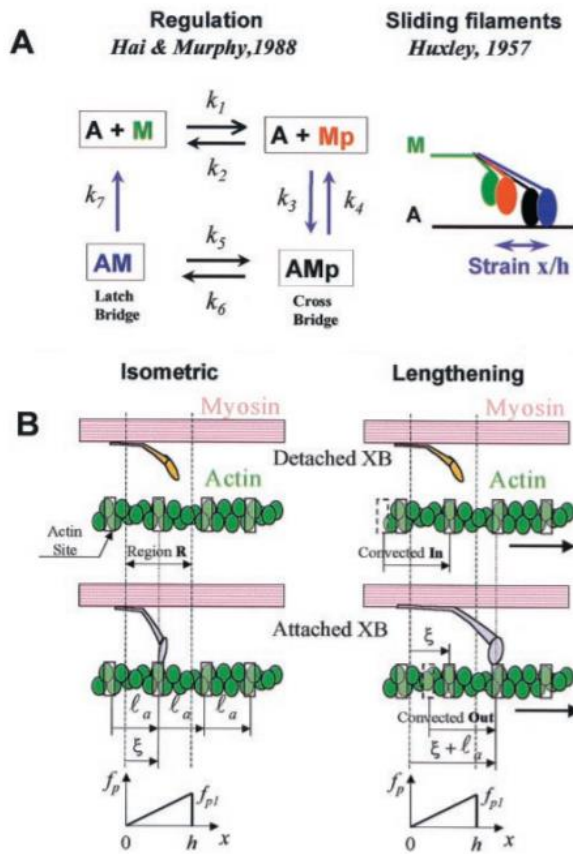 Regulation
Hai & Murphy,1988
Sliding filaments
Huxley, 1957
A
A + M
k1
k2
A + Mp
k7
k3
k4
AM
k5
k6
AMp
Latch
Bridge
Cross
Bridge
M
A
Strain x/h
B
Isometric
Lengthening
Myosin
Myosin
Detached XB
Actin
Actin
Actin
Site
Region R
Convected In
Attached XB
ξ
ℓa ℓa ℓa
ξ
Convected Out
ξ + ℓa
fp
fp1
0 h x
fp
fp1
0 h x